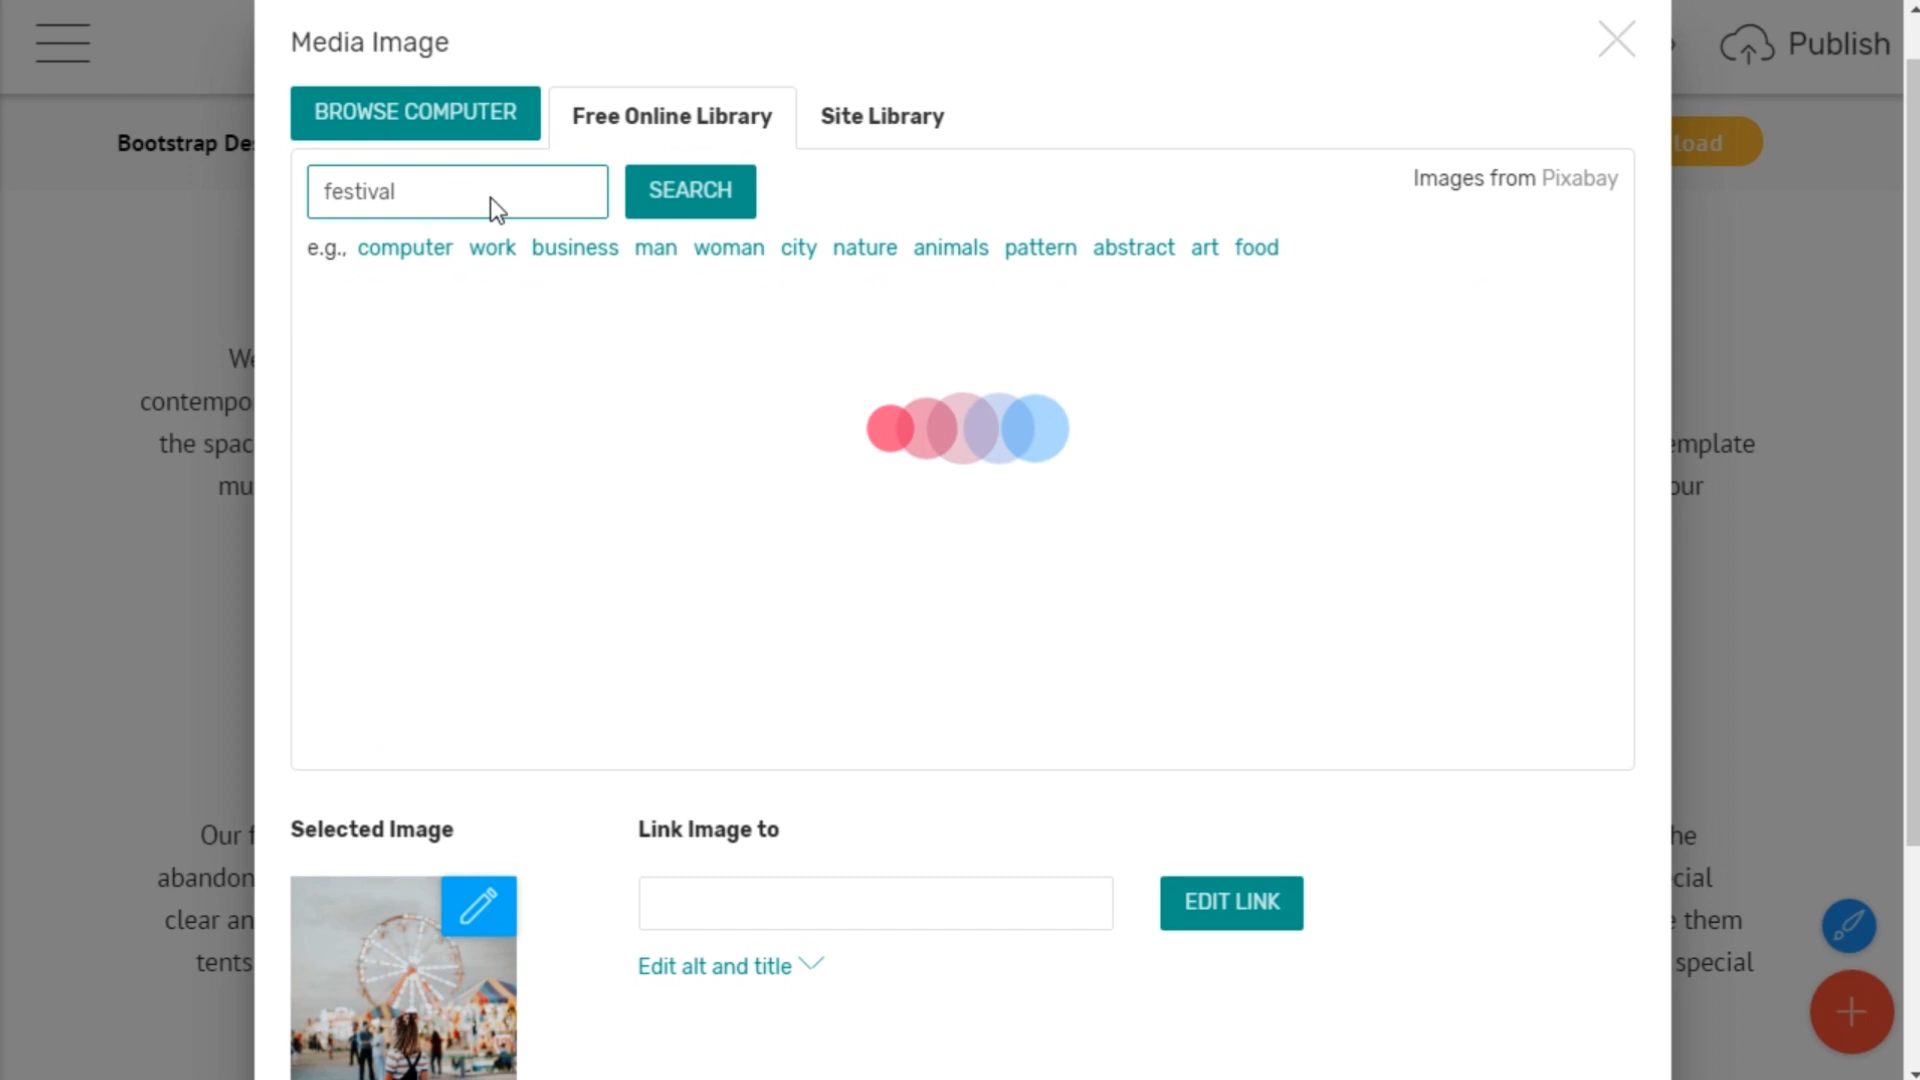 Media Image
Publish
BROWSE COMPUTER
Free Online Library
Site Library
Bootstrap De
load
festival
SEARCH
Images from Pixabay
e.g., computer work business man woman city nature animals pattern abstract art food
We
contempo
the spac
emplate
mu
our
Selected Image
Link Image to
Our f
he
abandon
EDIT LINK
cial
clear an
them
tents
Edit alt and title
special